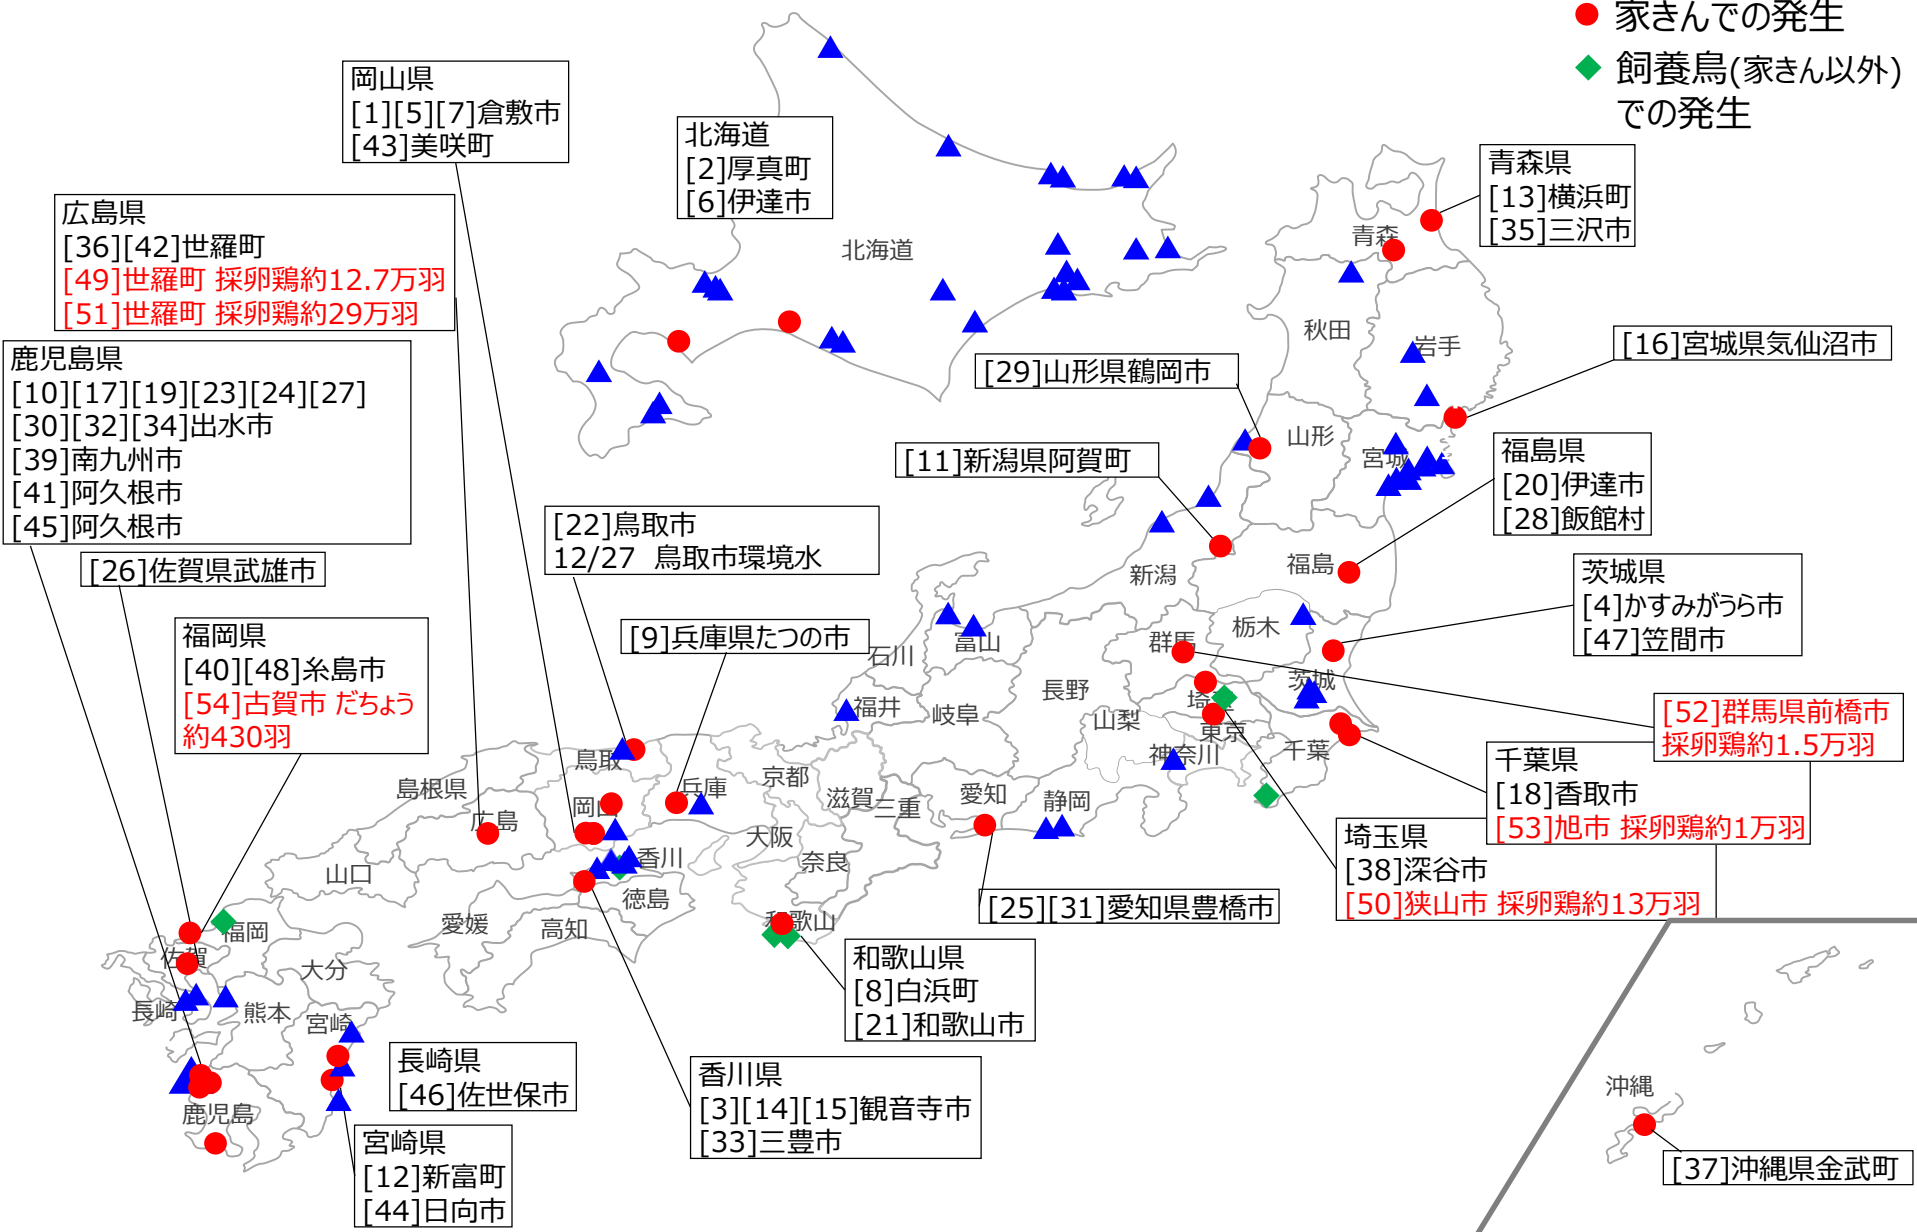 家きんでの発生
飼養鳥(家きん以外)
での発生
岡山県
[1][5][7]倉敷市
[43]美咲町
北海道
[2]厚真町
[6]伊達市
青森県
[13]横浜町
[35]三沢市
広島県
[36][42]世羅町
[49]世羅町 採卵鶏約12.7万羽
[51]世羅町 採卵鶏約29万羽
鹿児島県
[10][17][19][23][24][27]
[30][32][34]出水市
[39]南九州市
[41]阿久根市
[45]阿久根市
[29]山形県鶴岡市
[16]宮城県気仙沼市
[11]新潟県阿賀町
福島県
[20]伊達市
[28]飯館村
[22]鳥取市
12/27 鳥取市環境水
[26]佐賀県武雄市
茨城県
[4]かすみがうら市
[47]笠間市
福岡県
[40][48]糸島市
[54]古賀市 だちょう
約430羽
[9]兵庫県たつの市
[52]群馬県前橋市
採卵鶏約1.5万羽
千葉県
[18]香取市
[53]旭市 採卵鶏約1万羽
埼玉県
[38]深谷市
[50]狭山市 採卵鶏約13万羽
[25][31]愛知県豊橋市
和歌山県
[8]白浜町
[21]和歌山市
長崎県
[46]佐世保市
香川県
[3][14][15]観音寺市
[33]三豊市
宮崎県
[12]新富町
[44]日向市
[37]沖縄県金武町
北海道
青森
秋田
岩手
山形
宮城
福島
新潟
栃木
群馬
茨城
埼玉
東京
千葉
神奈川
山梨
長野
富山
石川
福井
岐阜
愛知
静岡
三重
滋賀
京都
大阪
奈良
和歌山
兵庫
鳥取
島根県
岡山
広島
山口
香川
徳島
愛媛
高知
福岡
佐賀
長崎
大分
熊本
宮崎
鹿児島
沖縄